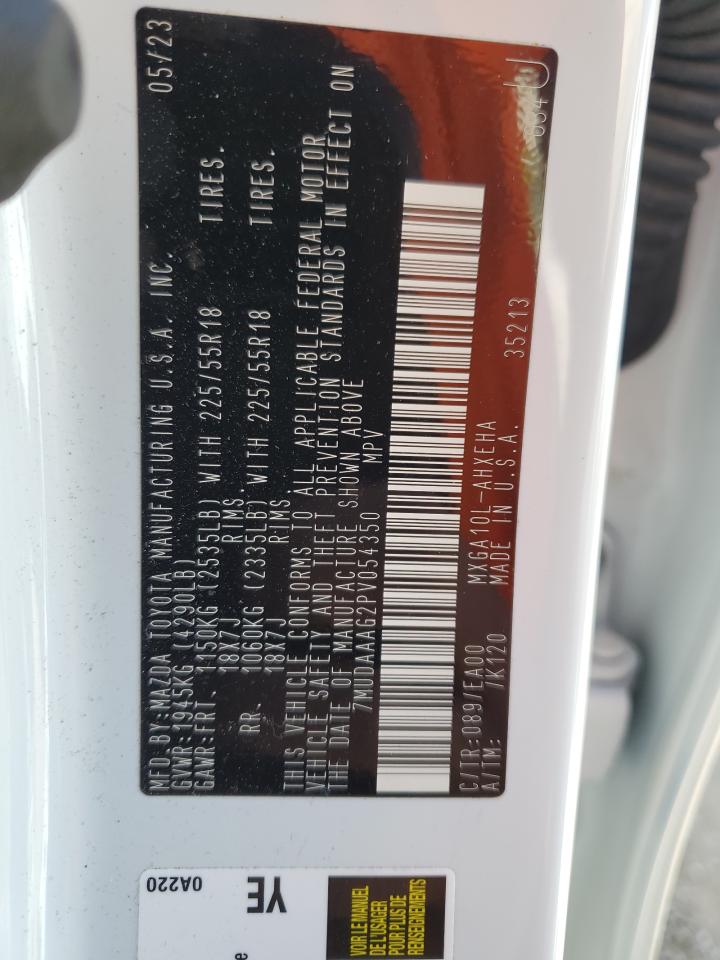 MFD BY:MAZDA TOYOTA MANUFACTURING U.S.A. INC. 05/23
GVWR:1945KG (4290LB)
GAWR:FRT. 1150KG (2535LB) WITH 225/55R18 TIRES.
18X7J RIMS.
RR. 1060KG (2335LB) WITH 225/55R18 TIRES.
18X7J RIMS
THIS VEHICLE CONFORMS TO ALL APPLICABLE FEDERAL MOTOR
VEHICLE SAFETY AND THEFT PREVENTION STANDARDS IN EFFECT ON
THE DATE OF MANUFACTURE SHOWN ABOVE
7MUDAAAG2PV054350 MPV
C/TR:089/EA00 MXGA10L-AHXEHA
A/TM: /K120 MADE IN U.S.A. 35213
634 U
0A220
YE
VOIR LE MANUEL
DE L'USAGER
POUR PLUS DE
RENSEIGNEMENTS